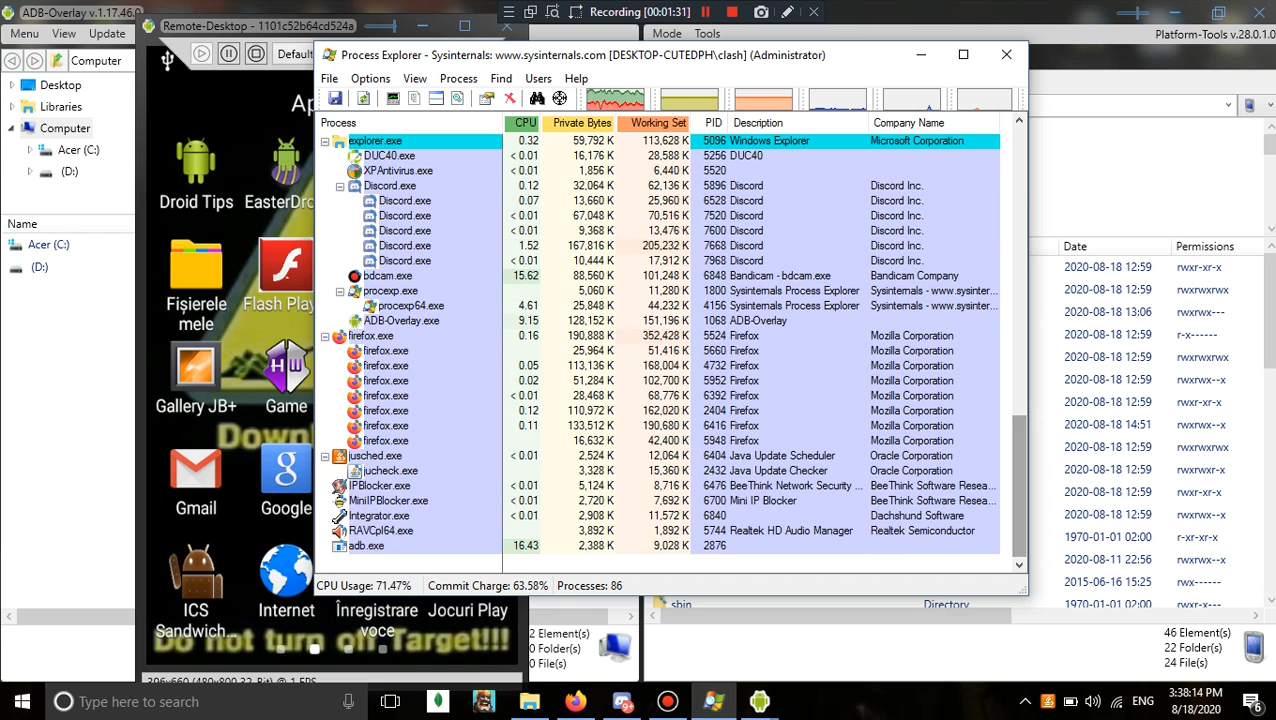 ADB-Overlay v.1.17.46.0
Remote-Desktop - 1101c52b64cd524a
Recording [00:01:31]
Menu View Update
Mode Tools
Platform-Tools v.28.0.1.0
Computer
Default
Desktop
Libraries
Computer
Acer (C:)
(D:)
Name
Acer (C:)
(D:)
Droid Tips
Fișierele mele
Flash Play
Gallery JB+
Game
Gmail
Google
ICS Sandwich...
Internet
Înregistrare voce
Jocuri Play
Do not turn off Target!!!
396x660 (480x800 32-Bit) @ 1 FPS
Process Explorer - Sysinternals: www.sysinternals.com [DESKTOP-CUTEDPH\clash] (Administrator)
File Options View Process Find Users Help
Process CPU Private Bytes Working Set PID Description Company Name
explorer.exe 0.32 59,792 K 113,628 K 5096 Windows Explorer Microsoft Corporation
DUC40.exe < 0.01 16,176 K 28,588 K 5256 DUC40
XPAntivirus.exe < 0.01 1,856 K 6,440 K 5520
Discord.exe 0.12 32,064 K 62,136 K 5896 Discord Discord Inc.
Discord.exe 0.07 13,660 K 25,960 K 6528 Discord Discord Inc.
Discord.exe < 0.01 67,048 K 70,516 K 7520 Discord Discord Inc.
Discord.exe < 0.01 9,368 K 13,476 K 7600 Discord Discord Inc.
Discord.exe 1.52 167,816 K 205,232 K 7668 Discord Discord Inc.
Discord.exe < 0.01 10,444 K 17,912 K 7968 Discord Discord Inc.
bdcam.exe 15.62 88,560 K 101,248 K 6848 Bandicam - bdcam.exe Bandicam Company
procexp.exe 5,060 K 11,280 K 1800 Sysinternals Process Explorer Sysinternals - www.sysinter...
procexp64.exe 4.61 25,848 K 44,232 K 4156 Sysinternals Process Explorer Sysinternals - www.sysinter...
ADB-Overlay.exe 9.15 128,152 K 151,196 K 1068 ADB-Overlay
firefox.exe 0.16 190,888 K 352,428 K 5524 Firefox Mozilla Corporation
firefox.exe 25,964 K 51,416 K 5660 Firefox Mozilla Corporation
firefox.exe 0.05 113,136 K 168,004 K 4732 Firefox Mozilla Corporation
firefox.exe 0.02 51,284 K 102,700 K 5952 Firefox Mozilla Corporation
firefox.exe < 0.01 28,468 K 68,776 K 6392 Firefox Mozilla Corporation
firefox.exe 0.12 110,972 K 162,020 K 2404 Firefox Mozilla Corporation
firefox.exe 0.11 133,512 K 190,680 K 6416 Firefox Mozilla Corporation
firefox.exe 16,632 K 42,400 K 5948 Firefox Mozilla Corporation
jusched.exe < 0.01 2,524 K 12,064 K 6404 Java Update Scheduler Oracle Corporation
jucheck.exe 3,328 K 15,360 K 2432 Java Update Checker Oracle Corporation
IPBlocker.exe < 0.01 5,124 K 8,716 K 6476 BeeThink Network Security ... BeeThink Software Resea...
MiniIPBlocker.exe < 0.01 2,720 K 7,692 K 6700 Mini IP Blocker BeeThink Software Resea...
Integrator.exe < 0.01 2,908 K 11,572 K 6840 Dachshund Software
RAVCpl64.exe 3,892 K 1,892 K 5744 Realtek HD Audio Manager Realtek Semiconductor
adb.exe 16.43 2,388 K 9,028 K 2876
CPU Usage: 71.47% Commit Charge: 63.58% Processes: 86
Date Permissions
2020-08-18 12:59 rwxr-xr-x
2020-08-18 12:59 rwxrwxrwx
2020-08-18 13:06 rwxrwx---
2020-08-18 12:59 r-x------
2020-08-18 12:59 rwxrwxrwx
2020-08-18 12:59 rwxrwx--x
2020-08-18 12:59 rwxrwxr-x
2020-08-18 14:51 rwxrwx--x
2020-08-18 12:59 rwxrwxrwx
2020-08-18 12:59 rwxrwxr-x
2020-08-18 12:59 rwxrwx--x
1970-01-01 02:00 r-xr-xr-x
2020-08-11 22:56 rwxrwx--x
2015-06-16 15:25 rwx------
sbin Directory 1970-01-01 02:00 rwxr-x---
2 Element(s)
0 Folder(s)
0 File(s)
46 Element(s)
22 Folder(s)
24 File(s)
Type here to search
ENG
3:38:14 PM
8/18/2020
6